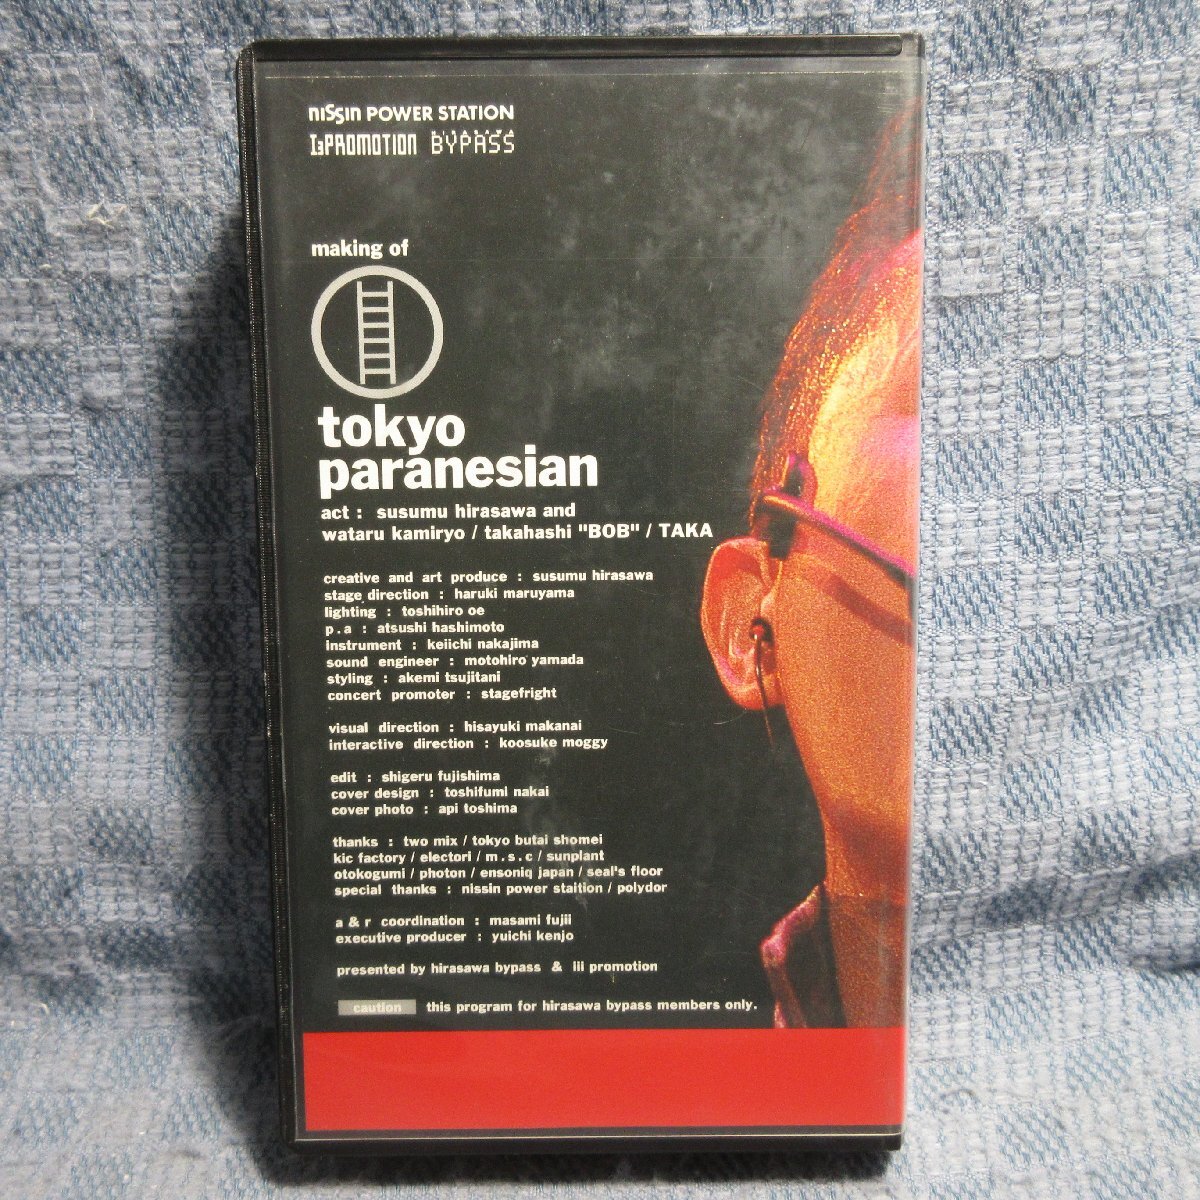 nissin POWER STATION
I3PROMOTION HIRASAWA BYPASS
making of
tokyo
paranesian
act : susumu hirasawa and
wataru kamiryo / takahashi "BOB" / TAKA
creative and art produce : susumu hirasawa
stage direction : haruki maruyama
lighting : toshihiro oe
p.a : atsushi hashimoto
instrument : keiichi nakajima
sound engineer : motohiro yamada
styling : akemi tsujitani
concert promoter : stagefright
visual direction : hisayuki makanai
interactive direction : koosuke moggy
edit : shigeru fujishima
cover design : toshifumi nakai
cover photo : api toshima
thanks : two mix / tokyo butai shomei
kic factory / electori / m.s.c / sunplant
otokogumi / photon / ensoniq japan / seal's floor
special thanks : nissin power staition / polydor
a & r coordination : masami fujii
executive producer : yuichi kenjo
presented by hirasawa bypass & iii promotion
caution this program for hirasawa bypass members only.